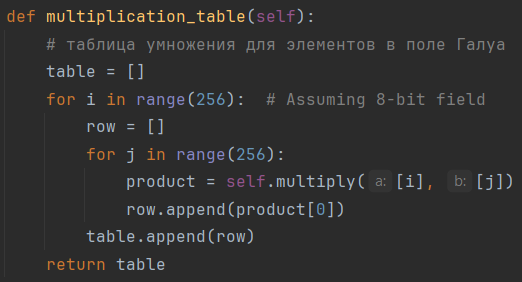 def multiplication_table(self):
    # таблица умножения для элементов в поле Галуа
    table = []
    for i in range(256):  # Assuming 8-bit field
        row = []
        for j in range(256):
            product = self.multiply( a: [i], b: [j])
            row.append(product[0])
        table.append(row)
    return table